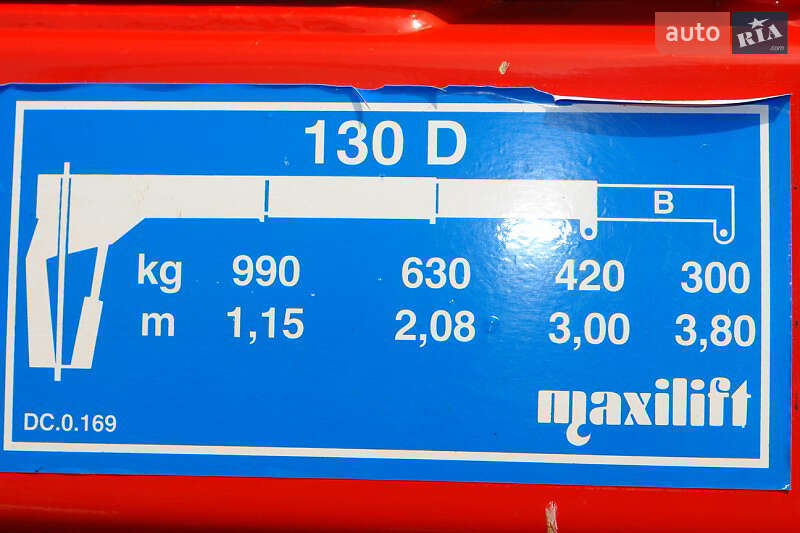 auto RIA .com
130 D
B
kg 990 630 420 300
m 1,15 2,08 3,00 3,80
maxilift
DC.0.169